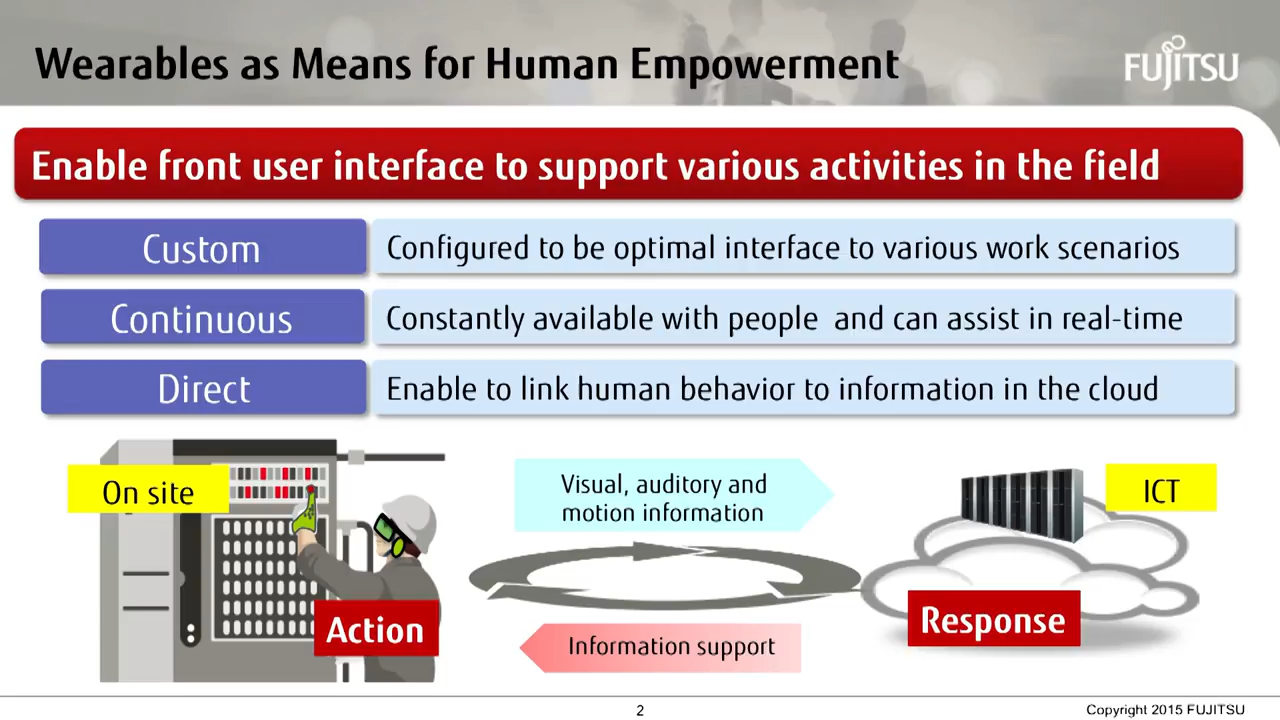 Wearables as Means for Human Empowerment
FUJITSU
Enable front user interface to support various activities in the field
Custom
Configured to be optimal interface to various work scenarios
Continuous
Constantly available with people and can assist in real-time
Direct
Enable to link human behavior to information in the cloud
On site
Visual, auditory and
motion information
ICT
Action
Response
Information support
2
Copyright 2015 FUJITSU